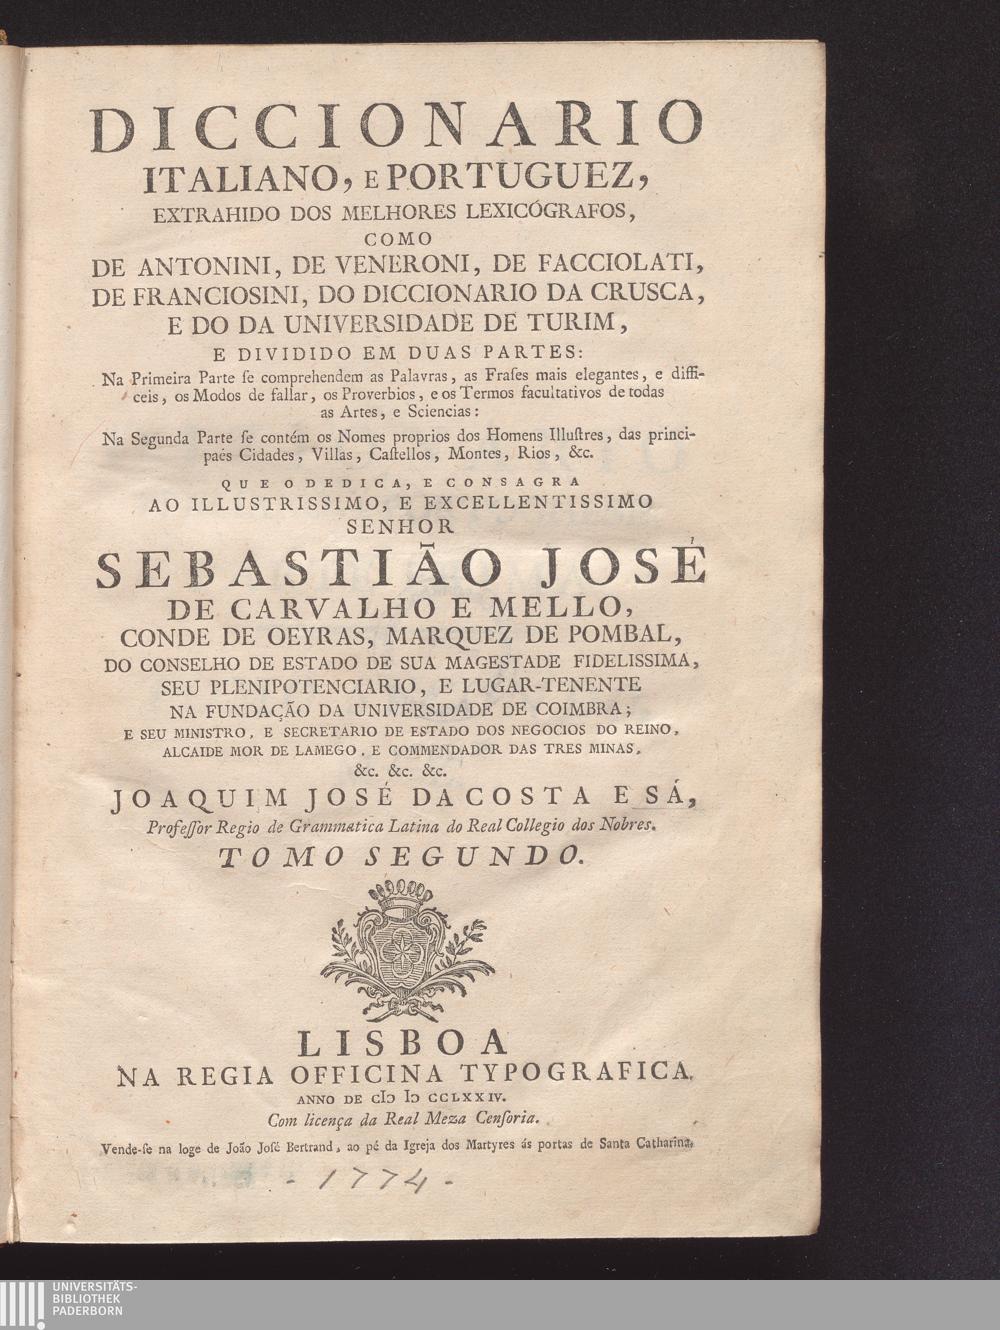 DICCIONARIO
ITALIANO, E PORTUGUEZ,
EXTRAHIDO DOS MELHORES LEXICÓGRAFOS,
COMO
DE ANTONINI, DE VENERONI, DE FACCIOLATI,
DE FRANCIOSINI, DO DICCIONARIO DA CRUSCA,
E DO DA UNIVERSIDADE DE TURIM,
E DIVIDIDO EM DUAS PARTES:
Na Primeira Parte ſe comprehendem as Palavras, as Fraſes mais elegantes, e diffi-
ceis, os Modos de fallar, os Proverbios, e os Termos facultativos de todas
as Artes, e Sciencias:
Na Segunda Parte ſe contém os Nomes proprios dos Homens Illuſtres, das princi-
paés Cidades, Villas, Caſtellos, Montes, Rios, &c.
QUE O DEDICA, E CONSAGRA
AO ILLUSTRISSIMO, E EXCELLENTISSIMO
SENHOR
SEBASTIÃO JOSÉ
DE CARVALHO E MELLO,
CONDE DE OEYRAS, MARQUEZ DE POMBAL,
DO CONSELHO DE ESTADO DE SUA MAGESTADE FIDELISSIMA,
SEU PLENIPOTENCIARIO, E LUGAR-TENENTE
NA FUNDAÇÃO DA UNIVERSIDADE DE COIMBRA;
E SEU MINISTRO, E SECRETARIO DE ESTADO DOS NEGOCIOS DO REINO,
ALCAIDE MOR DE LAMEGO, E COMMENDADOR DAS TRES MINAS,
&c. &c. &c.
JOAQUIM JOSÉ DACOSTA E SÁ,
Profeſſor Regio de Grammatica Latina do Real Collegio dos Nobres.
TOMO SEGUNDO.
LISBOA
NA REGIA OFFICINA TYPOGRAFICA.
ANNO DE cIↄ Iↄ CCLXXIV.
Com licença da Real Meza Cenſoria.
Vende-ſe na loge de João Joſé Bertrand, ao pé da Igreja dos Martyres ás portas de Santa Catharina.
- 1774 -
UNIVERSITÄTS-
BIBLIOTHEK
PADERBORN